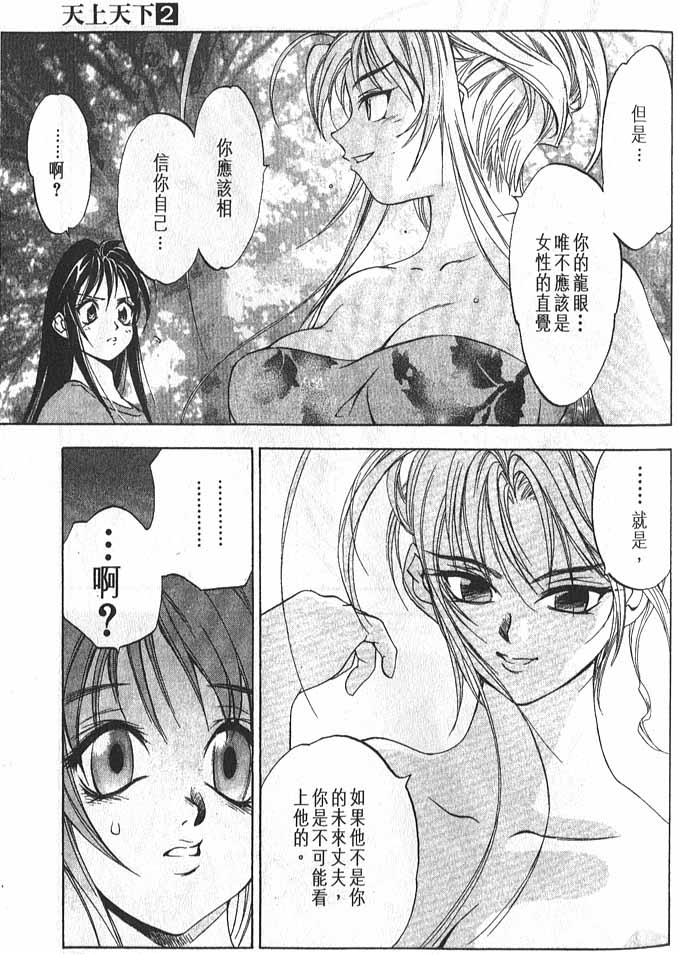 天上天下2
但是…
你的龍眼…
唯不應該是
女性的直覺
你應該相
信你自己…
……啊？
……就是，
如果他不是你
的未來丈夫，
你是不可能看
上他的。
………
………
…啊？